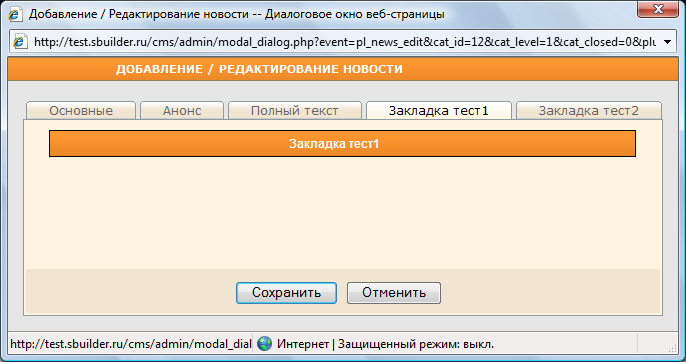 Добавление / Редактирование новости -- Диалоговое окно веб-страницы
http://test.sbuilder.ru/cms/admin/modal_dialog.php?event=pl_news_edit&cat_id=12&cat_level=1&cat_closed=0&plu
ДОБАВЛЕНИЕ / РЕДАКТИРОВАНИЕ НОВОСТИ
Основные Анонс Полный текст Закладка тест1 Закладка тест2
Закладка тест1
Сохранить Отменить
http://test.sbuilder.ru/cms/admin/modal_dial Интернет | Защищенный режим: выкл.